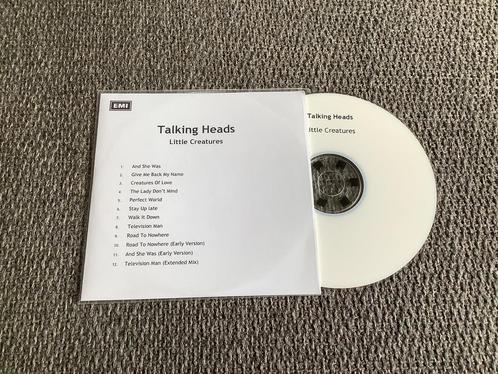 EMI
Talking Heads
Little Creatures
1. And She Was
2. Give Me Back My Name
3. Creatures Of Love
4. The Lady Don't Mind
5. Perfect World
6. Stay Up late
7. Walk It Down
8. Television Man
9. Road To Nowhere
10. Road To Nowhere (Early Version)
11. And She Was (Early Version)
12. Television Man (Extended Mix)
Talking Heads
Little Creatures